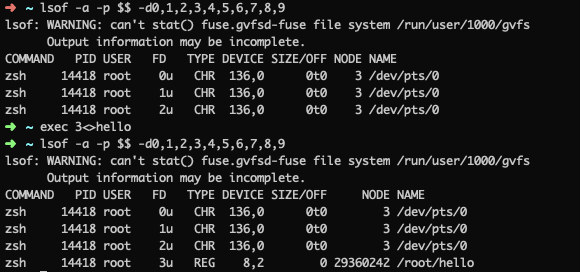 ➜ ~ lsof -a -p $$ -d0,1,2,3,4,5,6,7,8,9
lsof: WARNING: can't stat() fuse.gvfsd-fuse file system /run/user/1000/gvfs
      Output information may be incomplete.
COMMAND   PID USER   FD   TYPE DEVICE SIZE/OFF NODE NAME
zsh     14418 root    0u   CHR  136,0      0t0    3 /dev/pts/0
zsh     14418 root    1u   CHR  136,0      0t0    3 /dev/pts/0
zsh     14418 root    2u   CHR  136,0      0t0    3 /dev/pts/0
➜ ~ exec 3<>hello
➜ ~ lsof -a -p $$ -d0,1,2,3,4,5,6,7,8,9
lsof: WARNING: can't stat() fuse.gvfsd-fuse file system /run/user/1000/gvfs
      Output information may be incomplete.
COMMAND   PID USER   FD   TYPE DEVICE SIZE/OFF     NODE NAME
zsh     14418 root    0u   CHR  136,0      0t0        3 /dev/pts/0
zsh     14418 root    1u   CHR  136,0      0t0        3 /dev/pts/0
zsh     14418 root    2u   CHR  136,0      0t0        3 /dev/pts/0
zsh     14418 root    3u   REG    8,2        0 29360242 /root/hello